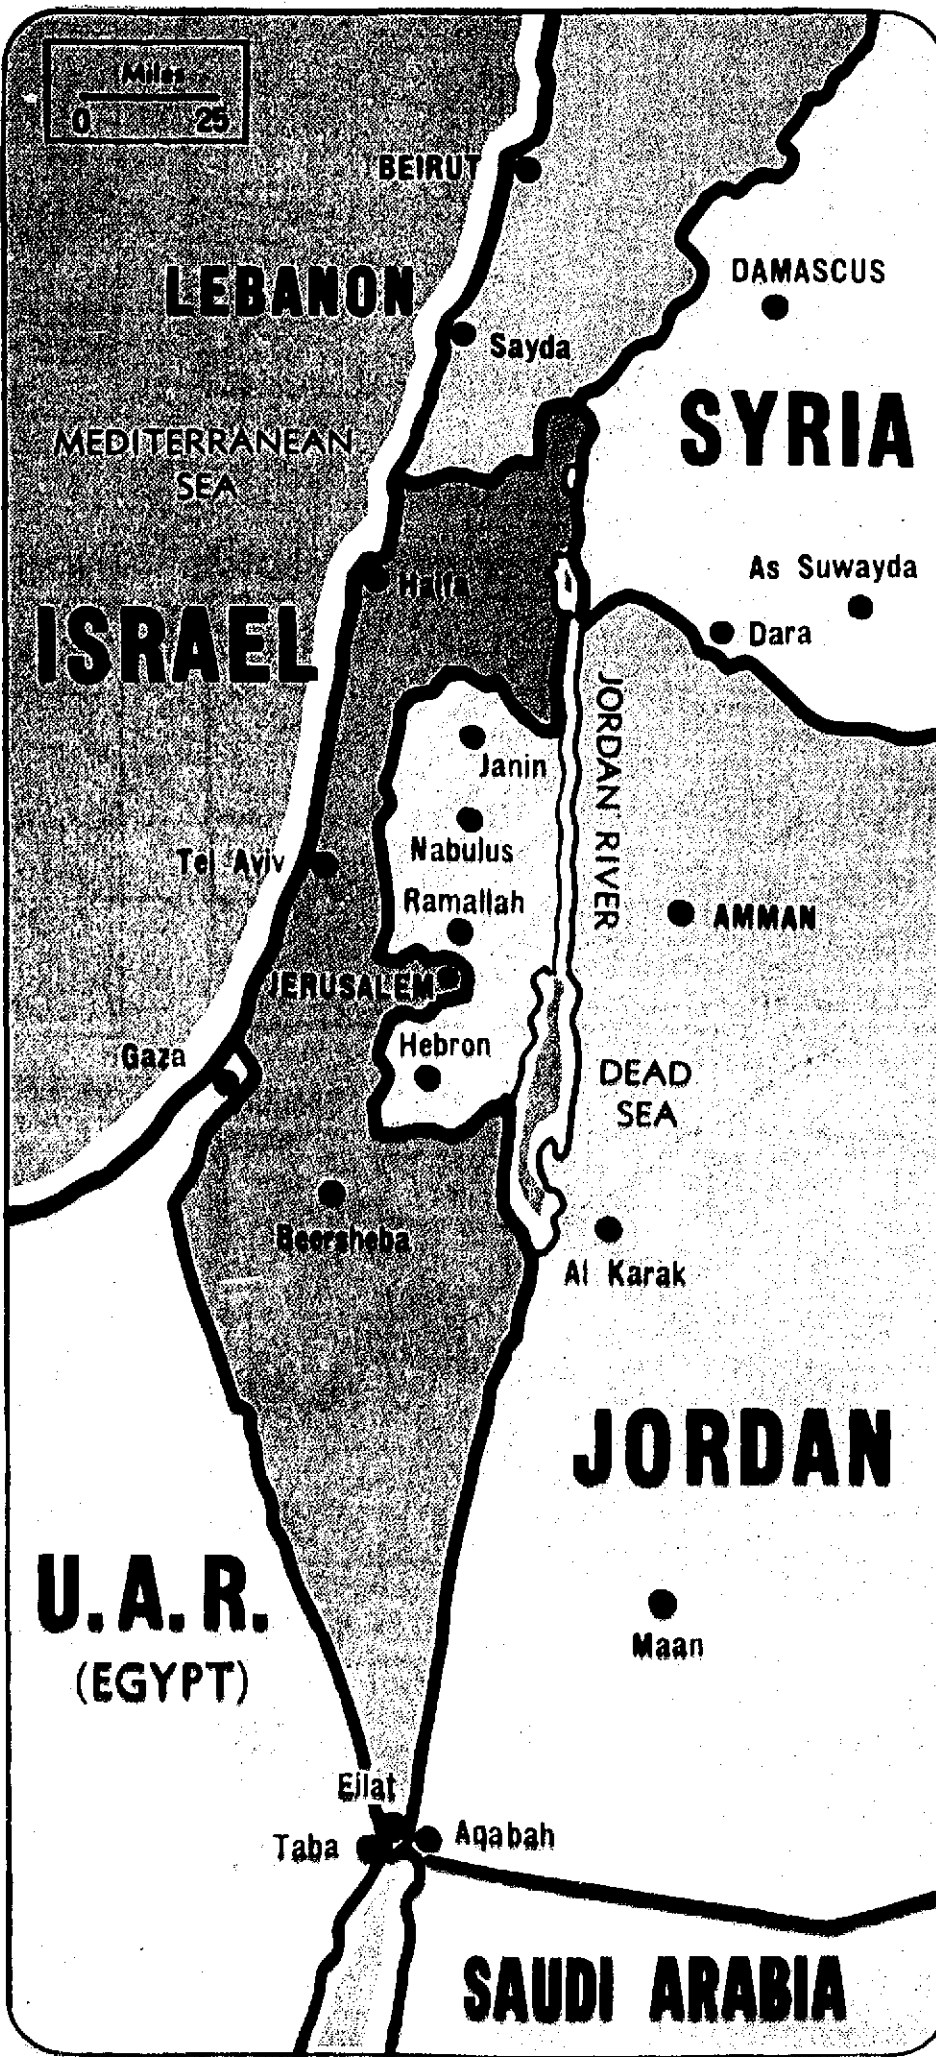 Miles
0 25
BEIRUT
LEBANON
DAMASCUS
Sayda
SYRIA
MEDITERRANEAN
SEA
As Suwayda
Haifa
ISRAEL
Dara
JORDAN RIVER
Janin
Nabulus
Tel Aviv
Ramallah
AMMAN
JERUSALEM
Hebron
Gaza
DEAD
SEA
Beersheba
Al Karak
JORDAN
U.A.R.
(EGYPT)
Maan
Eilat
Taba
Aqabah
SAUDI ARABIA